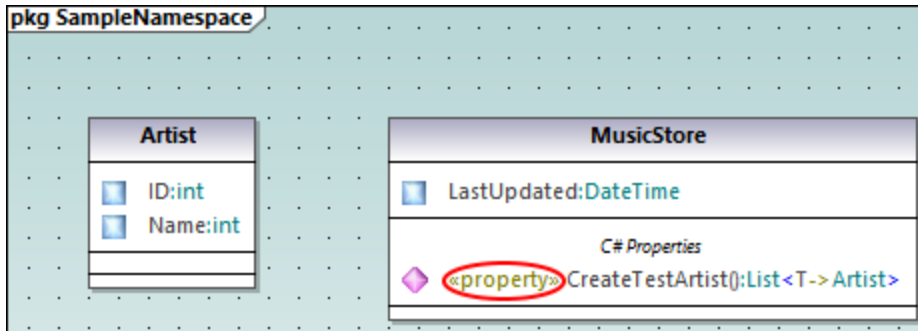 pkg SampleNamespace
Artist
ID:int
Name:int
MusicStore
LastUpdated:DateTime
C# Properties
«property»CreateTestArtist():List<T->Artist>